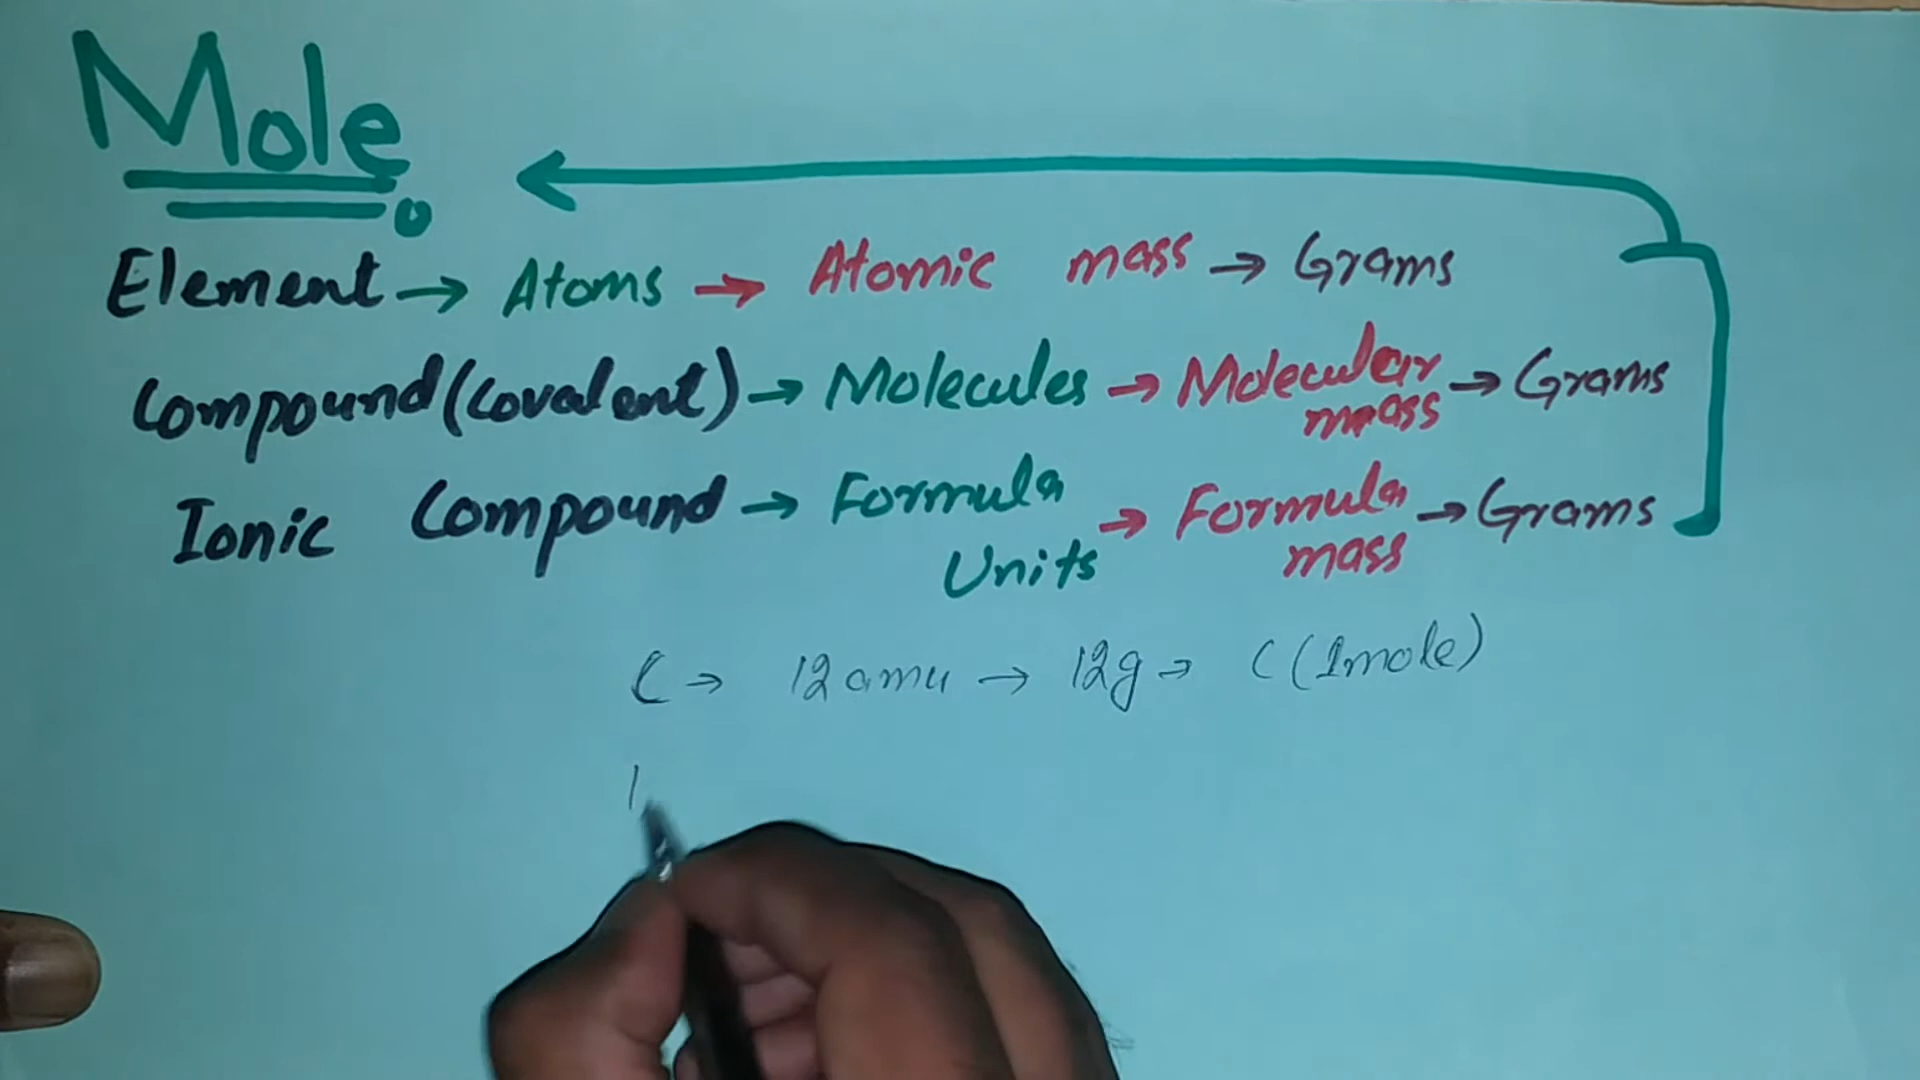 Mole
Element → Atoms → Atomic mass → Grams
Compound (Covalent) → Molecules → Molecular mass → Grams
Ionic Compound → Formula Units → Formula mass → Grams
C → 12 amu → 12g → C (1mole)